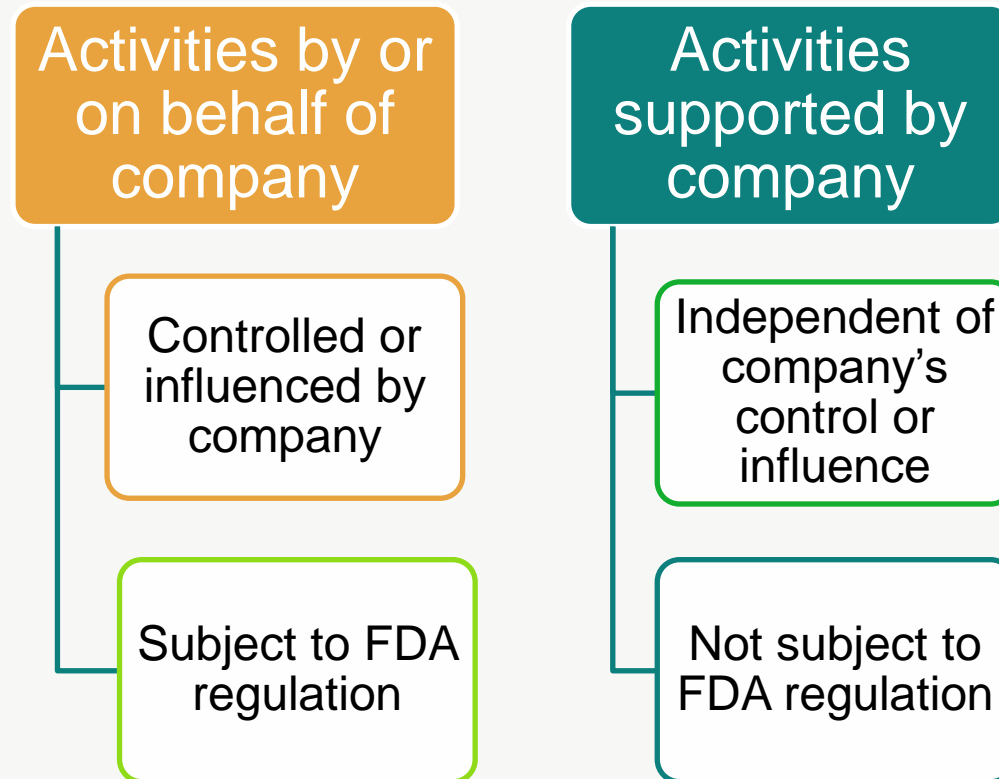 Activities by or
on behalf of
company
Controlled or
influenced by
company
Subject to FDA
regulation
Activities
supported by
company
Independent of
company’s
control or
influence
Not subject to
FDA regulation